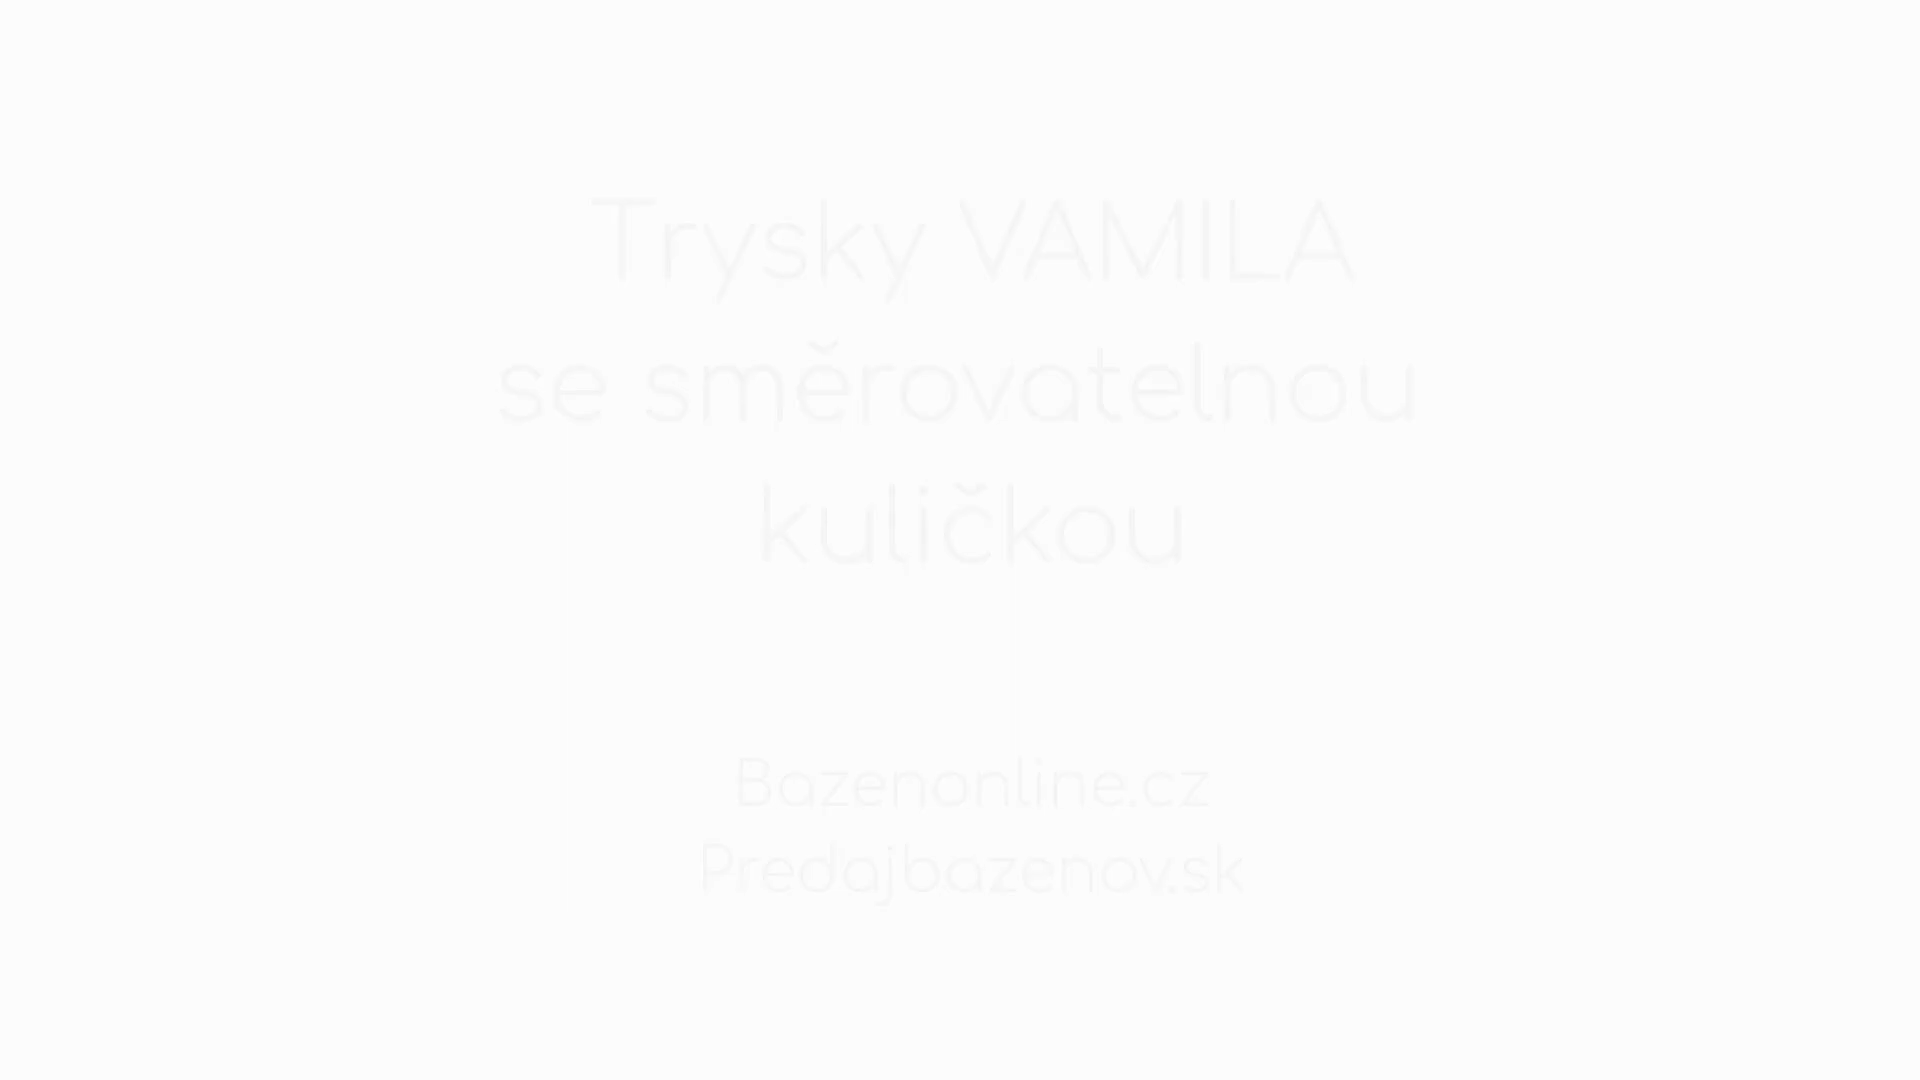 Trysky VAMILA
se směrovatelnou
kuličkou
Bazenonline.cz
Predajbazenov.sk